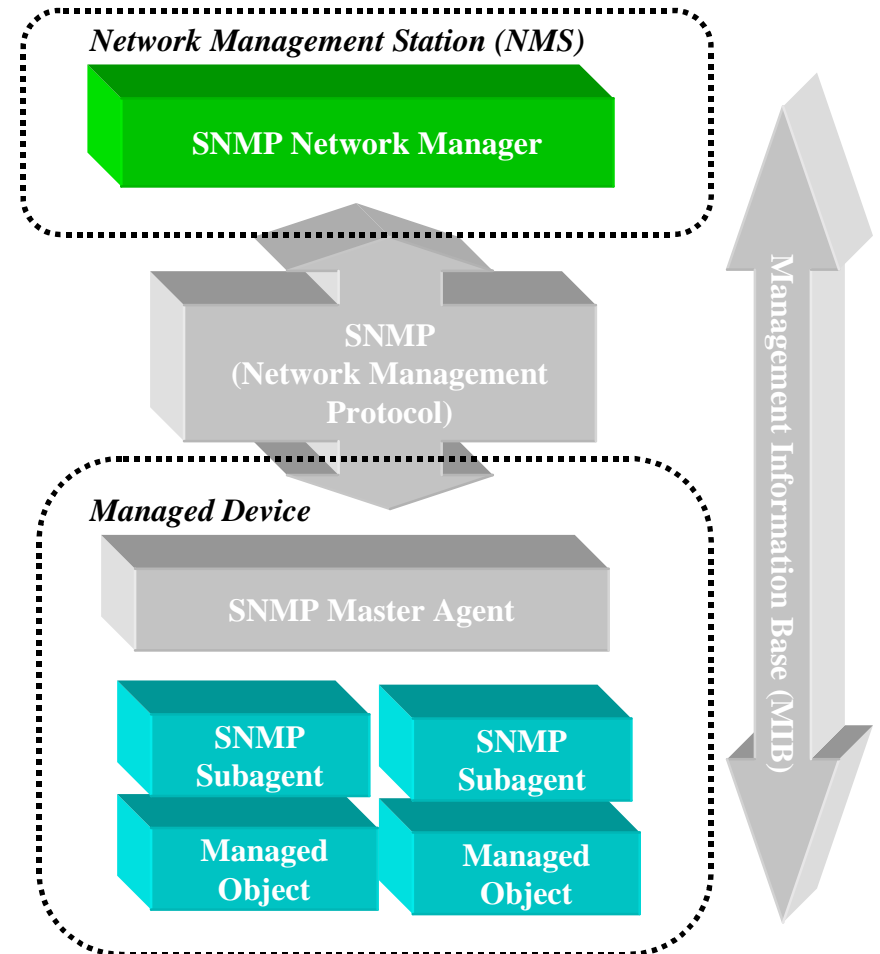 Network Management Station (NMS)
SNMP Network Manager
SNMP
(Network Management
Protocol)
Management Information Base (MIB)
Managed Device
SNMP Master Agent
SNMP
Subagent
SNMP
Subagent
Managed
Object
Managed
Object